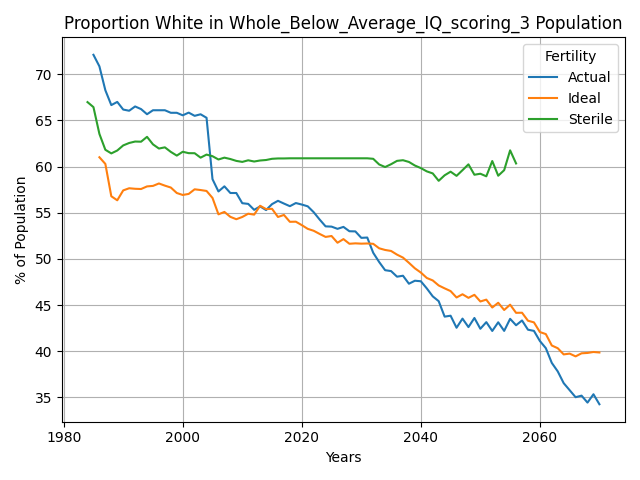 Proportion White in Whole_Below_Average_IQ_scoring_3 Population
Fertility
Actual
Ideal
Sterile
% of Population
70
65
60
55
50
45
40
35
1980
2000
2020
2040
2060
Years